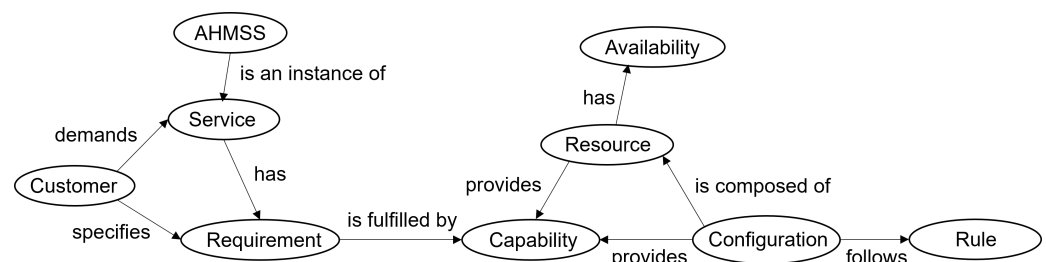 AHMSS
Availability
is an instance of
has
Service
demands
Resource
has
Customer
provides
is composed of
specifies
is fulfilled by
Requirement
Capability
Configuration
Rule
provides
follows